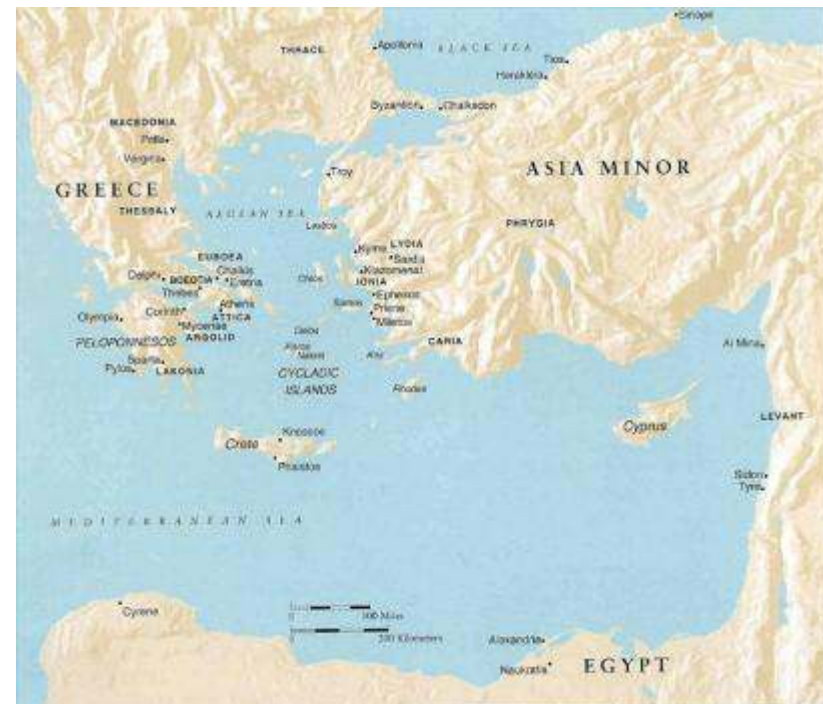 Sinope
THRACE
Apollonia
BLACK SEA
Tios
Herakleia
Byzantion
Chalkedon
MACEDONIA
Pella
Vergina
Troy
ASIA MINOR
GREECE
THESSALY
AEGEAN SEA
Lesbos
PHRYGIA
Kyme
LYDIA
Sardis
EUBOEA
Chalkis
Delphi
BOEOTIA
Eretria
Chios
Klazomenai
IONIA
Thebes
Ephesos
Athens
Samos
Priene
Corinth
Olympia
ATTICA
Miletos
Mycenae
PELOPONNESOS
ARGOLID
Delos
CARIA
Al Mina
Paros
Naxos
Sparta
Pylos
LAKONIA
CYCLADIC
ISLANDS
Rhodes
Cyprus
LEVANT
Knossos
Crete
Phaistos
Sidon
Tyre
MEDITERRANEAN SEA
Cyrene
0
Miles
Kilometers
Alexandria
Naukratis
EGYPT